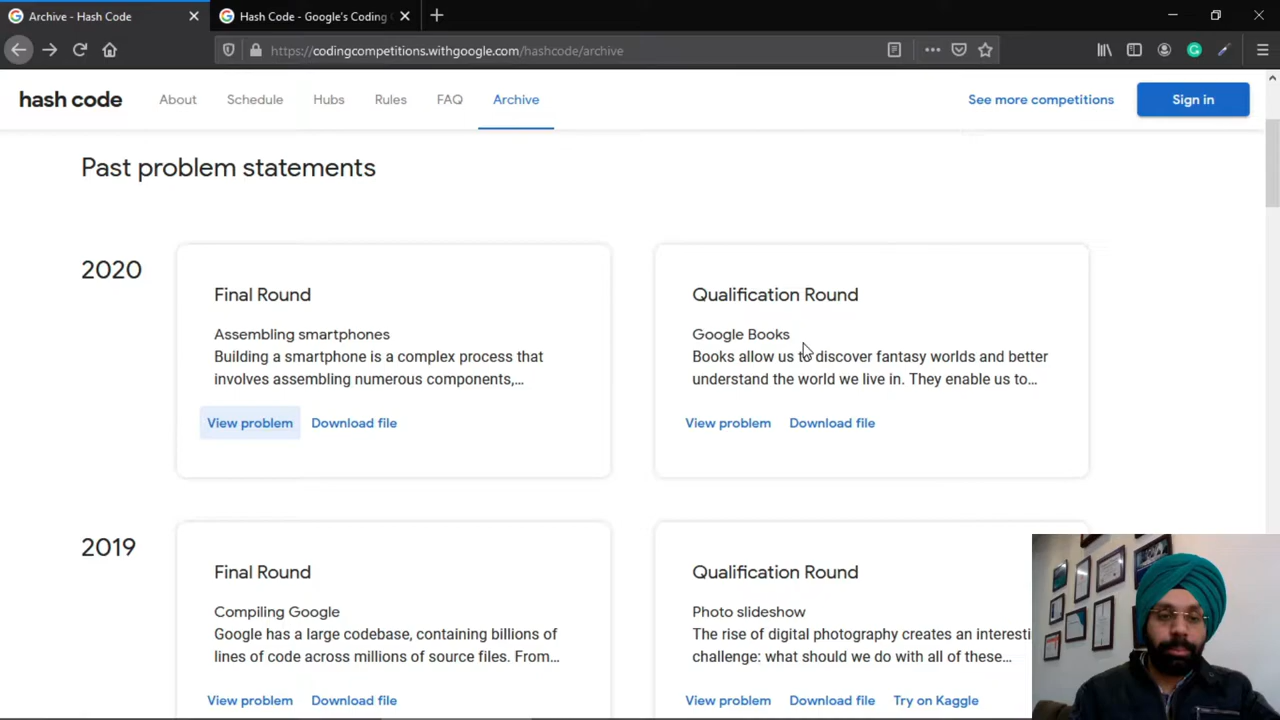 Archive - Hash Code
Hash Code - Google's Coding
https://codingcompetitions.withgoogle.com/hashcode/archive
hash code About Schedule Hubs Rules FAQ Archive See more competitions Sign in
Past problem statements
2020
Final Round
Assembling smartphones
Building a smartphone is a complex process that
involves assembling numerous components,...
View problem Download file
Qualification Round
Google Books
Books allow us to discover fantasy worlds and better
understand the world we live in. They enable us to...
View problem Download file
2019
Final Round
Compiling Google
Google has a large codebase, containing billions of
lines of code across millions of source files. From...
View problem Download file
Qualification Round
Photo slideshow
The rise of digital photography creates an interesti
challenge: what should we do with all of these...
View problem Download file Try on Kaggle